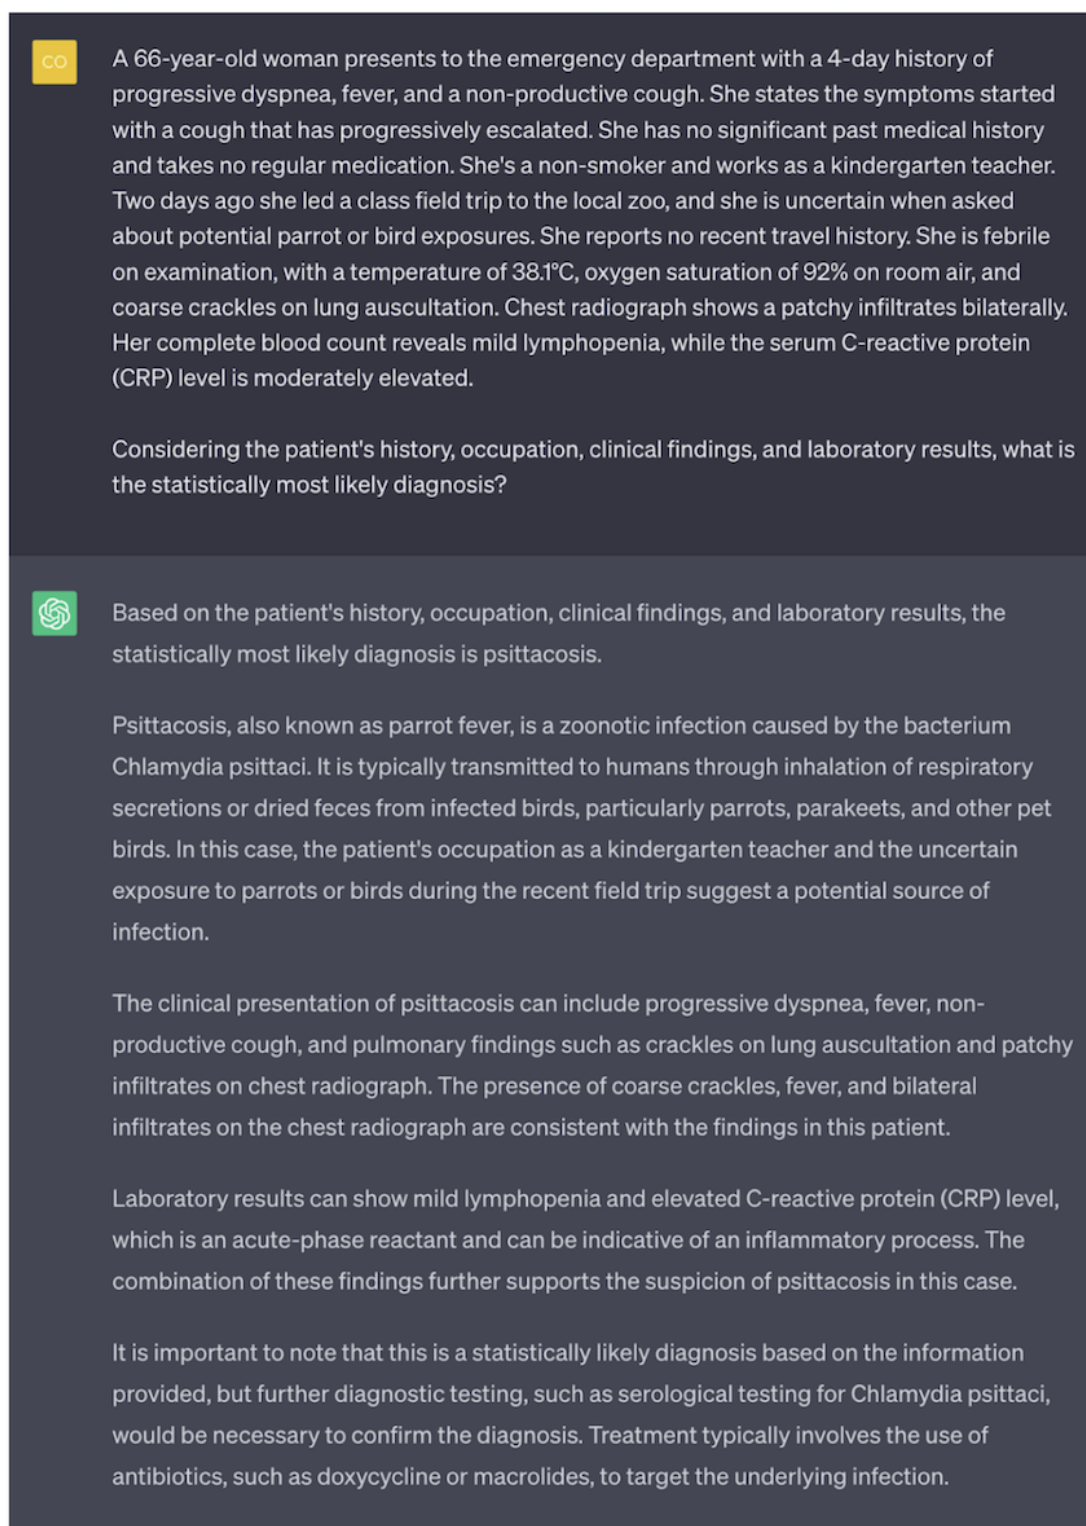 CO
A 66-year-old woman presents to the emergency department with a 4-day history of
progressive dyspnea, fever, and a non-productive cough. She states the symptoms started
with a cough that has progressively escalated. She has no significant past medical history
and takes no regular medication. She's a non-smoker and works as a kindergarten teacher.
Two days ago she led a class field trip to the local zoo, and she is uncertain when asked
about potential parrot or bird exposures. She reports no recent travel history. She is febrile
on examination, with a temperature of 38.1°C, oxygen saturation of 92% on room air, and
coarse crackles on lung auscultation. Chest radiograph shows a patchy infiltrates bilaterally.
Her complete blood count reveals mild lymphopenia, while the serum C-reactive protein
(CRP) level is moderately elevated.
Considering the patient's history, occupation, clinical findings, and laboratory results, what is
the statistically most likely diagnosis?
Based on the patient's history, occupation, clinical findings, and laboratory results, the
statistically most likely diagnosis is psittacosis.
Psittacosis, also known as parrot fever, is a zoonotic infection caused by the bacterium
Chlamydia psittaci. It is typically transmitted to humans through inhalation of respiratory
secretions or dried feces from infected birds, particularly parrots, parakeets, and other pet
birds. In this case, the patient's occupation as a kindergarten teacher and the uncertain
exposure to parrots or birds during the recent field trip suggest a potential source of
infection.
The clinical presentation of psittacosis can include progressive dyspnea, fever, non-
productive cough, and pulmonary findings such as crackles on lung auscultation and patchy
infiltrates on chest radiograph. The presence of coarse crackles, fever, and bilateral
infiltrates on the chest radiograph are consistent with the findings in this patient.
Laboratory results can show mild lymphopenia and elevated C-reactive protein (CRP) level,
which is an acute-phase reactant and can be indicative of an inflammatory process. The
combination of these findings further supports the suspicion of psittacosis in this case.
It is important to note that this is a statistically likely diagnosis based on the information
provided, but further diagnostic testing, such as serological testing for Chlamydia psittaci,
would be necessary to confirm the diagnosis. Treatment typically involves the use of
antibiotics, such as doxycycline or macrolides, to target the underlying infection.